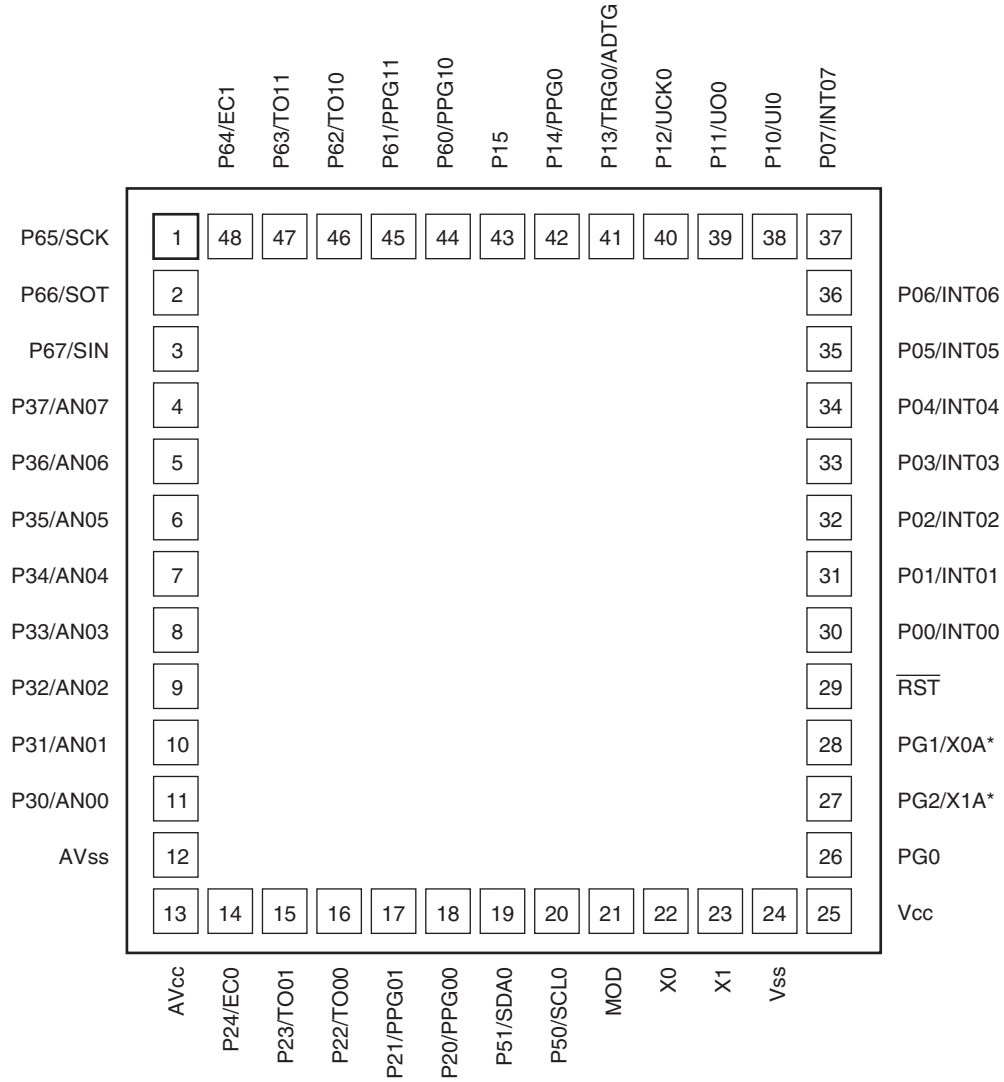 P64/EC1
P63/TO11
P62/TO10
P61/PPG11
P60/PPG10
P15
P14/PPG0
P13/TRG0/ADTG
P12/UCK0
P11/UO0
P10/UI0
P07/INT07
P65/SCK 1 48 47 46 45 44 43 42 41 40 39 38 37
P66/SOT 2 36 P06/INT06
P67/SIN 3 35 P05/INT05
P37/AN07 4 34 P04/INT04
P36/AN06 5 33 P03/INT03
P35/AN05 6 32 P02/INT02
P34/AN04 7 31 P01/INT01
P33/AN03 8 30 P00/INT00
P32/AN02 9 29 RST
P31/AN01 10 28 PG1/X0A*
P30/AN00 11 27 PG2/X1A*
AVss 12 26 PG0
13 14 15 16 17 18 19 20 21 22 23 24 25 Vcc
AVcc
P24/EC0
P23/TO01
P22/TO00
P21/PPG01
P20/PPG00
P51/SDA0
P50/SCL0
MOD
X0
X1
Vss